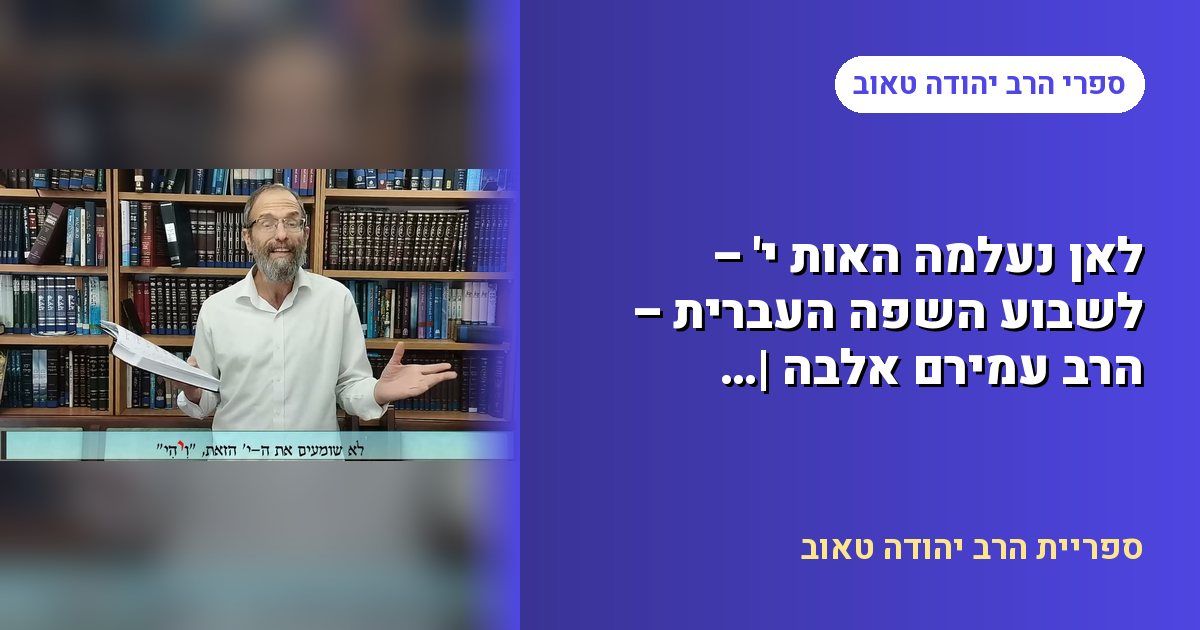 ספרי הרב יהודה טאוב
לאן נעלמה האות י' –
לשבוע השפה העברית –
הרב עמירם אלבה |...
לא שומעים את ה-י' הזאת, "וִיהִי"
ספריית הרב יהודה טאוב